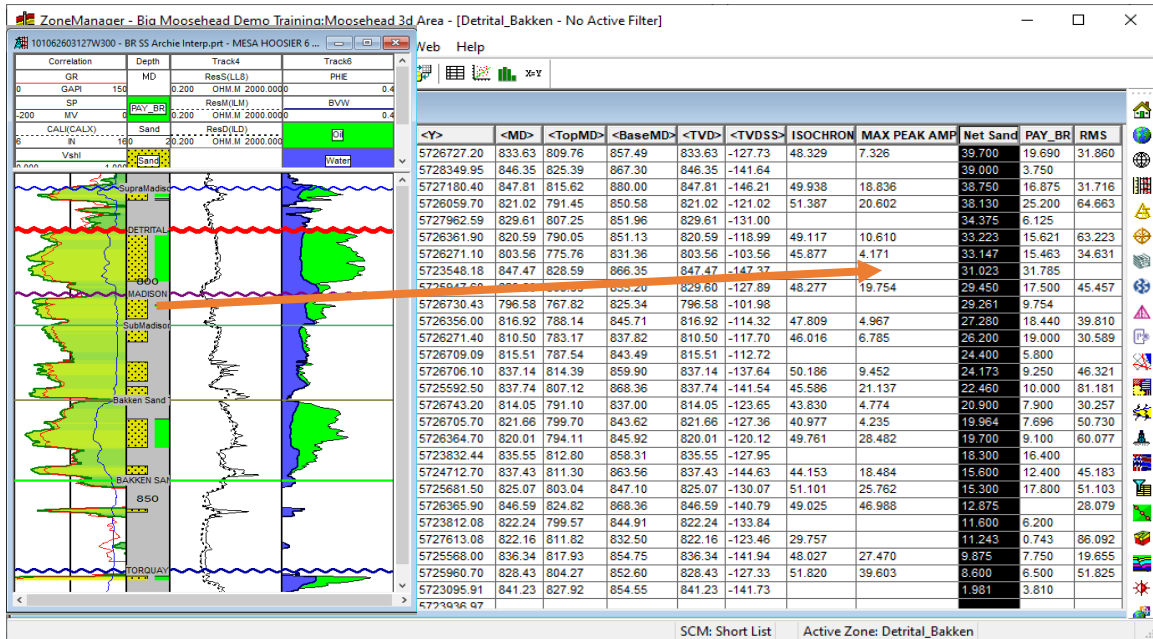 ZoneManager - Big Moosehead Demo Training:Moosehead 3d Area - [Detrital_Bakken - No Active Filter]
101062603127W300 - BR SS Archie Interp.prt - MESA HOOSIER 6 ...
Web Help
X=Y
Correlation Depth Track4 Track6
GR MD ResS(LL8) PHIE
0 GAPI 150 0.200 OHM.M 2000.000 0 0.4
SP PAY_BR ResM(ILM) BVW
-200 MV 0 0.200 OHM.M 2000.000 0 0.4
CALI(CALX) Sand ResD(ILD) Oil
6 IN 16 0 2 0.200 OHM.M 2000.000
Vshl Sand Water
0.000 1.000
SupraMadisc
DETRITAL
800
MADISON
SubMadison
Bakken Sand
BAKKEN SAN
850
TORQUAY
<Y> <MD> <TopMD> <BaseMD> <TVD> <TVDSS> ISOCHRON MAX PEAK AMP Net Sand PAY_BR RMS
5726727.20 833.63 809.76 857.49 833.63 -127.73 48.329 7.326 39.700 19.690 31.860
5728349.95 846.35 825.39 867.30 846.35 -141.64 39.000 3.750
5727180.40 847.81 815.62 880.00 847.81 -146.21 49.938 18.836 38.750 16.875 31.716
5726059.70 821.02 791.45 850.58 821.02 -121.02 51.387 20.602 38.130 25.200 64.663
5727962.59 829.61 807.25 851.96 829.61 -131.00 34.375 6.125
5726361.90 820.59 790.05 851.13 820.59 -118.99 49.117 10.610 33.223 15.621 63.223
5726271.10 803.56 775.76 831.36 803.56 -103.56 45.877 4.171 33.147 15.463 34.631
5723548.18 847.47 828.59 866.35 847.47 -147.37 31.023 31.785
829.60 -127.89 48.277 19.754 29.450 17.500 45.457
5726730.43 796.58 767.82 825.34 796.58 -101.98 29.261 9.754
5726356.00 816.92 788.14 845.71 816.92 -114.32 47.809 4.967 27.280 18.440 39.810
5726271.40 810.50 783.17 837.82 810.50 -117.70 46.016 6.785 26.200 19.000 30.589
5726709.09 815.51 787.54 843.49 815.51 -112.72 24.400 5.800
5726706.10 837.14 814.39 859.90 837.14 -137.64 50.186 9.452 24.173 9.250 46.321
5725592.50 837.74 807.12 868.36 837.74 -141.54 45.586 21.137 22.460 10.000 81.181
5726743.20 814.05 791.10 837.00 814.05 -123.65 43.830 4.774 20.900 7.900 30.257
5726705.70 821.66 799.70 843.62 821.66 -127.36 40.977 4.235 19.964 7.696 50.730
5726364.70 820.01 794.11 845.92 820.01 -120.12 49.761 28.482 19.700 9.100 60.077
5723832.44 835.55 812.80 858.31 835.55 -127.95 18.300 16.400
5724712.70 837.43 811.30 863.56 837.43 -144.63 44.153 18.484 15.600 12.400 45.183
5725681.50 825.07 803.04 847.10 825.07 -130.07 51.101 25.762 15.300 17.800 51.103
5726365.90 846.59 824.82 868.36 846.59 -140.79 49.025 46.988 12.875 28.079
5723812.08 822.24 799.57 844.91 822.24 -133.84 11.600 6.200
5727613.08 822.16 811.82 832.50 822.16 -123.46 29.757 11.243 0.743 86.092
5725568.00 836.34 817.93 854.75 836.34 -141.94 48.027 27.470 9.875 7.750 19.655
5725960.70 828.43 804.27 852.60 828.43 -127.33 51.820 39.603 8.600 6.500 51.825
5723095.91 841.23 827.92 854.55 841.23 -141.73 1.981 3.810
5723936.97
SCM: Short List Active Zone: Detrital_Bakken